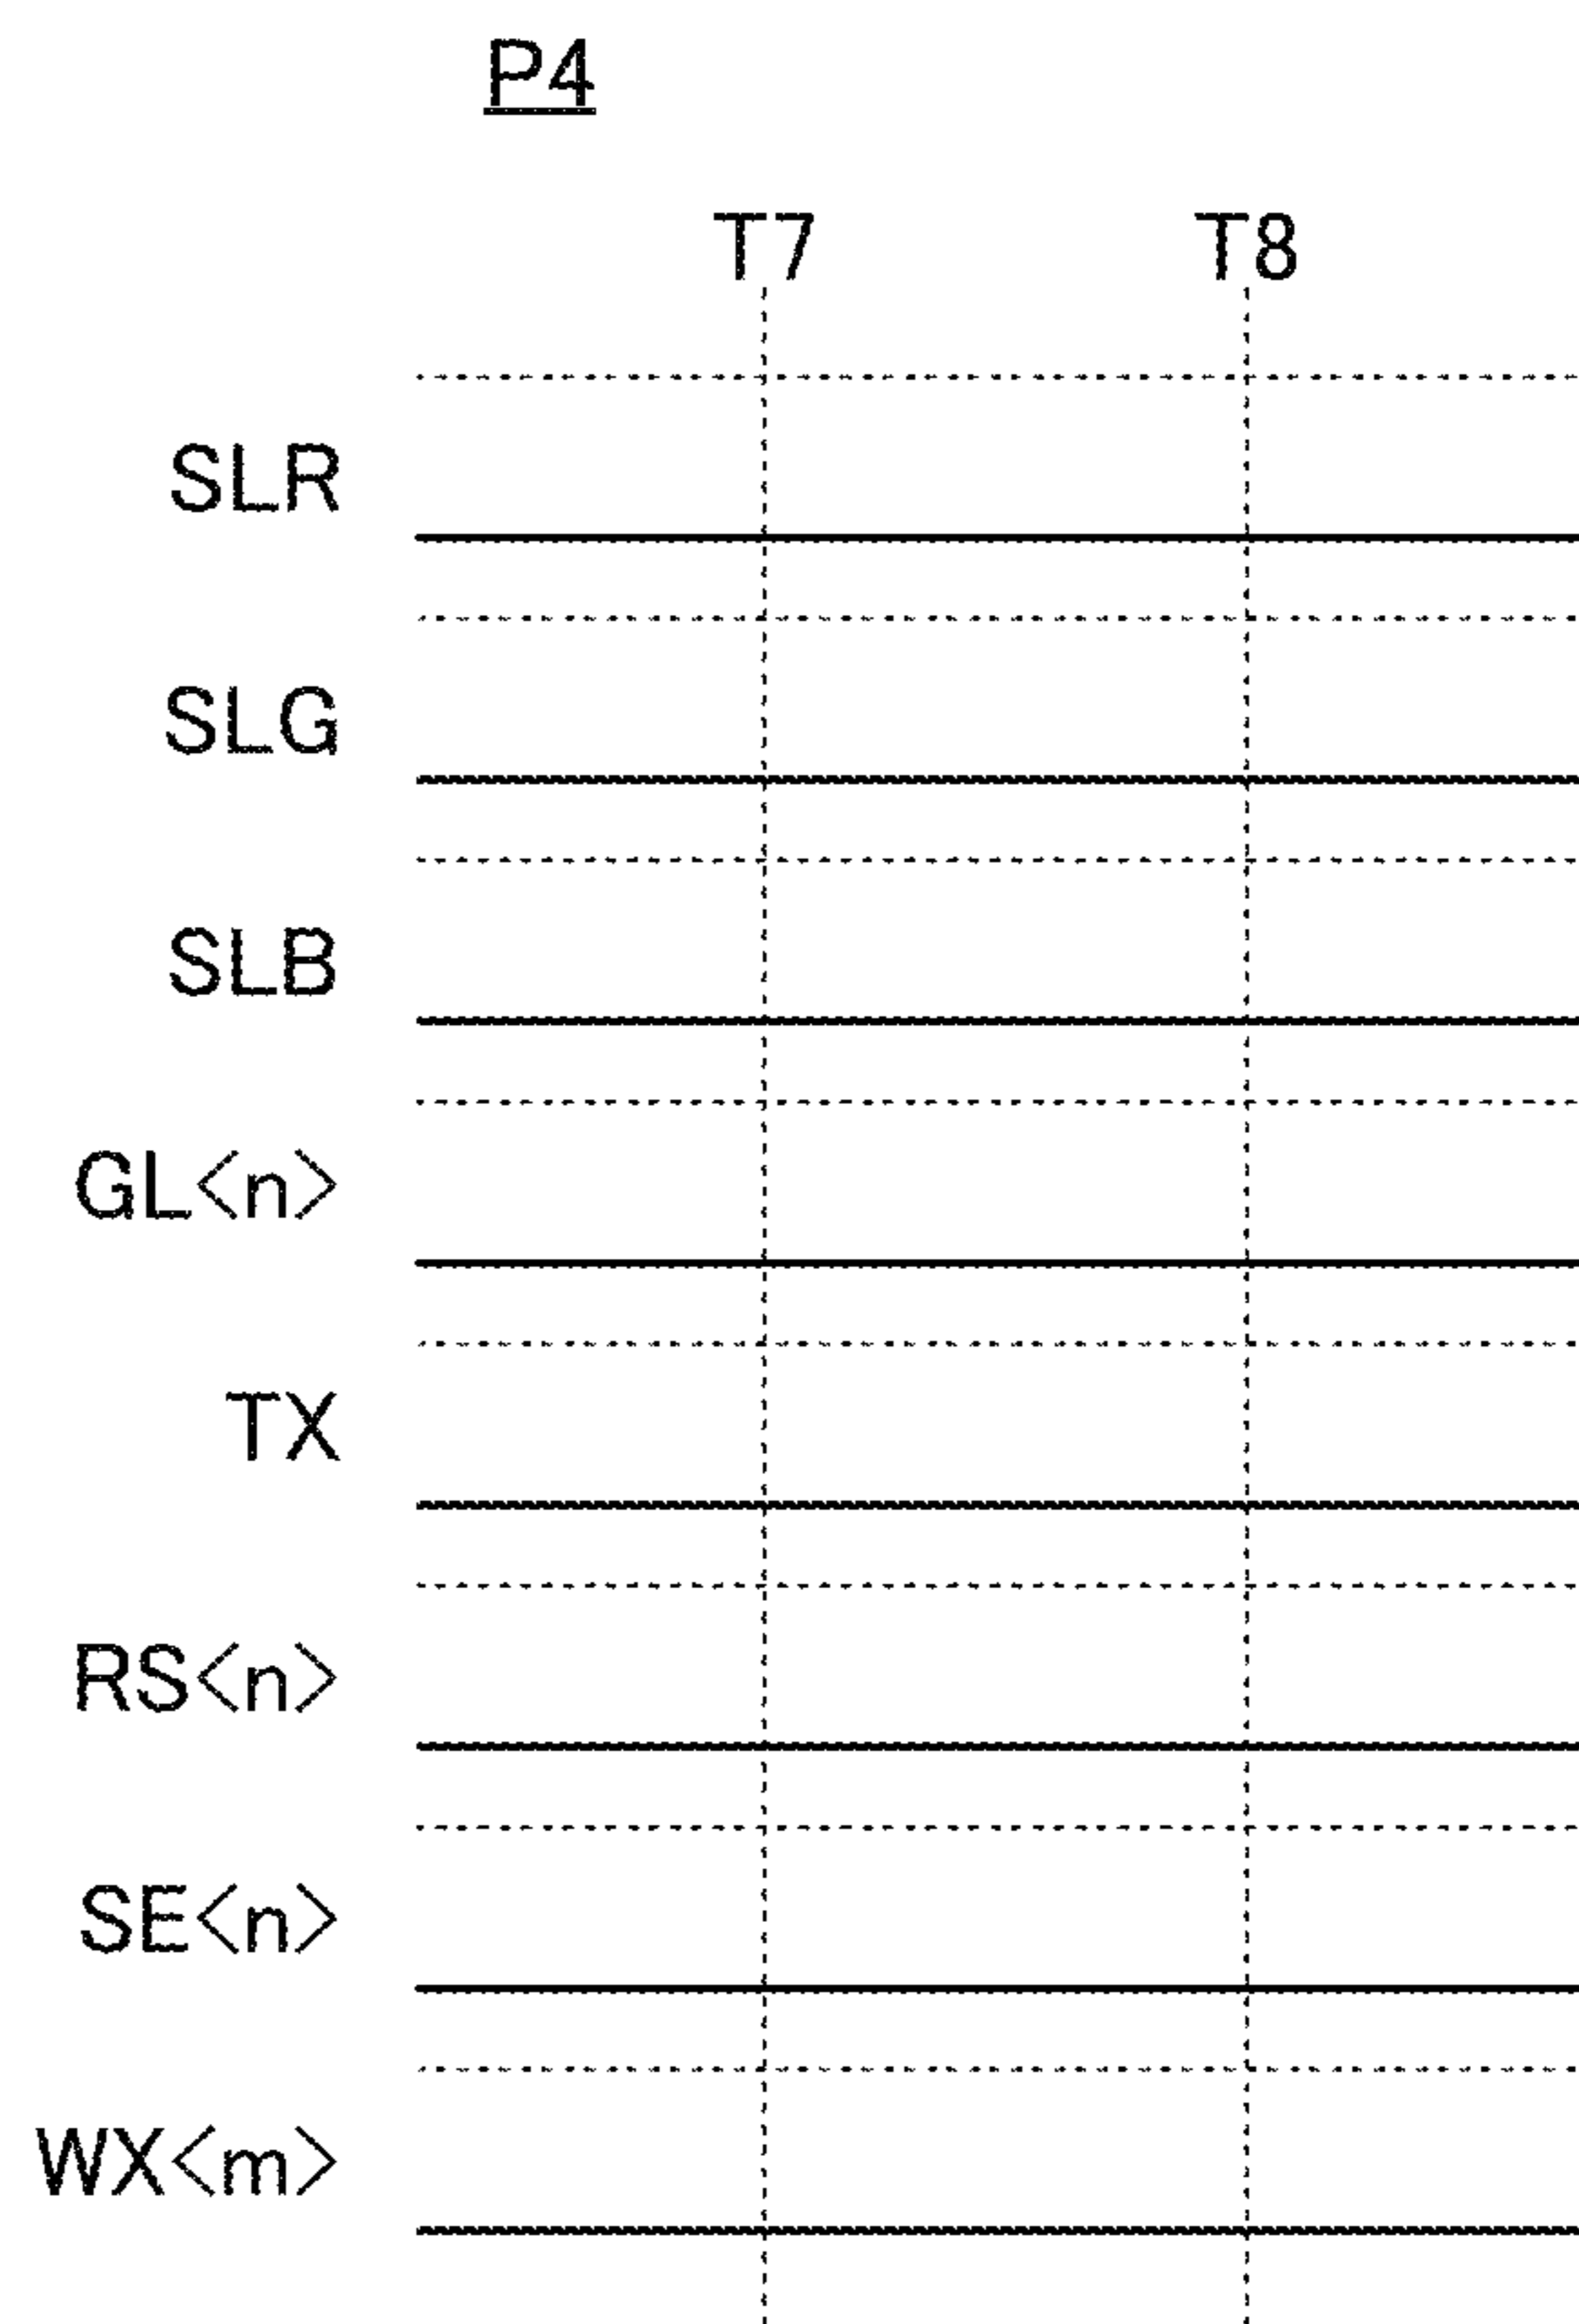 P4
T7 T8
SLR
SLG
SLB
GL<n>
TX
RS<n>
SE<n>
WX<m>